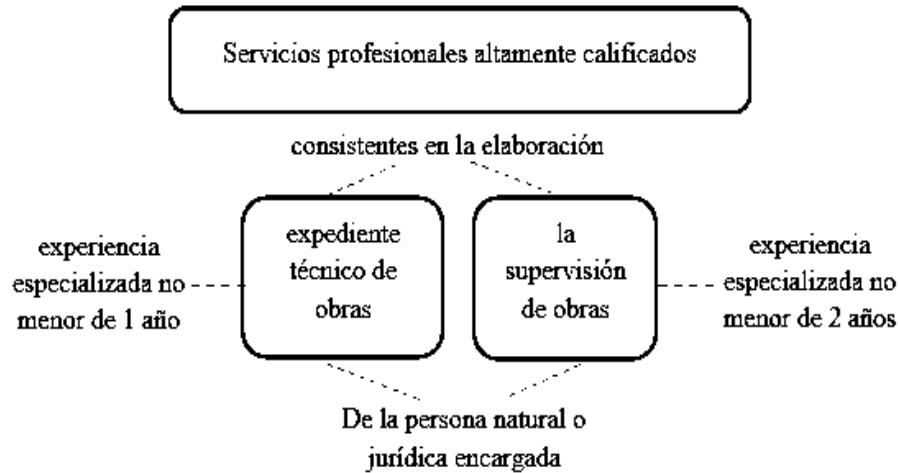 Servicios profesionales altamente calificados
consistentes en la elaboración
experiencia
especializada no
menor de 1 año
expediente
técnico de
obras
la
supervisión
de obras
experiencia
especializada no
menor de 2 años
De la persona natural o
jurídica encargada